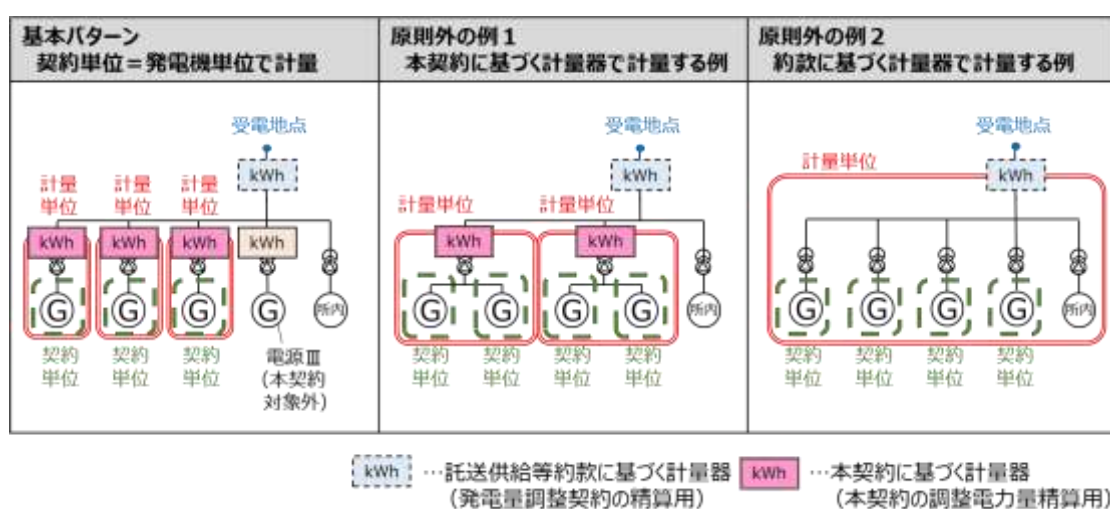 基本パターン
契約単位=発電機単位で計量
原則外の例1
本契約に基づく計量器で計量する例
原則外の例2
約款に基づく計量器で計量する例
受電地点
kWh
計量
単位
計量
単位
計量
単位
kWh
kWh
kWh
kWh
G
G
G
G
所内
契約
単位
契約
単位
契約
単位
電源Ⅲ
(本契約
対象外)
受電地点
kWh
計量単位
計量単位
kWh
kWh
G
G
G
G
所内
契約
単位
契約
単位
契約
単位
契約
単位
受電地点
計量単位
kWh
G
G
G
G
所内
契約
単位
契約
単位
契約
単位
契約
単位
kWh …託送供給等約款に基づく計量器
(発電量調整契約の精算用)
kWh …本契約に基づく計量器
(本契約の調整電力量精算用)